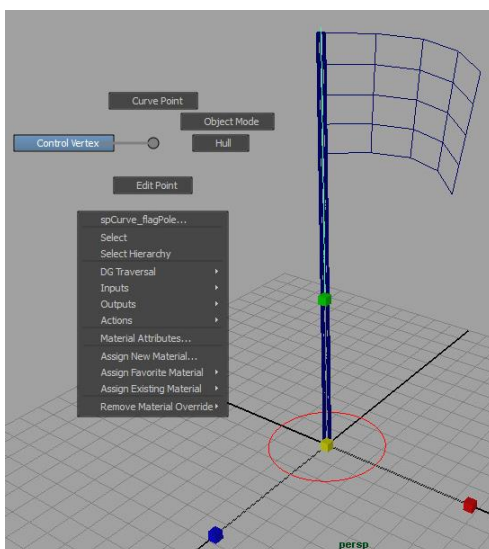 Curve Point
Object Mode
Control Vertex
Hull
Edit Point
spCurve_flagPole...
Select
Select Hierarchy
DG Traversal
Inputs
Outputs
Actions
Material Attributes...
Assign New Material...
Assign Favorite Material
Assign Existing Material
Remove Material Override
persp